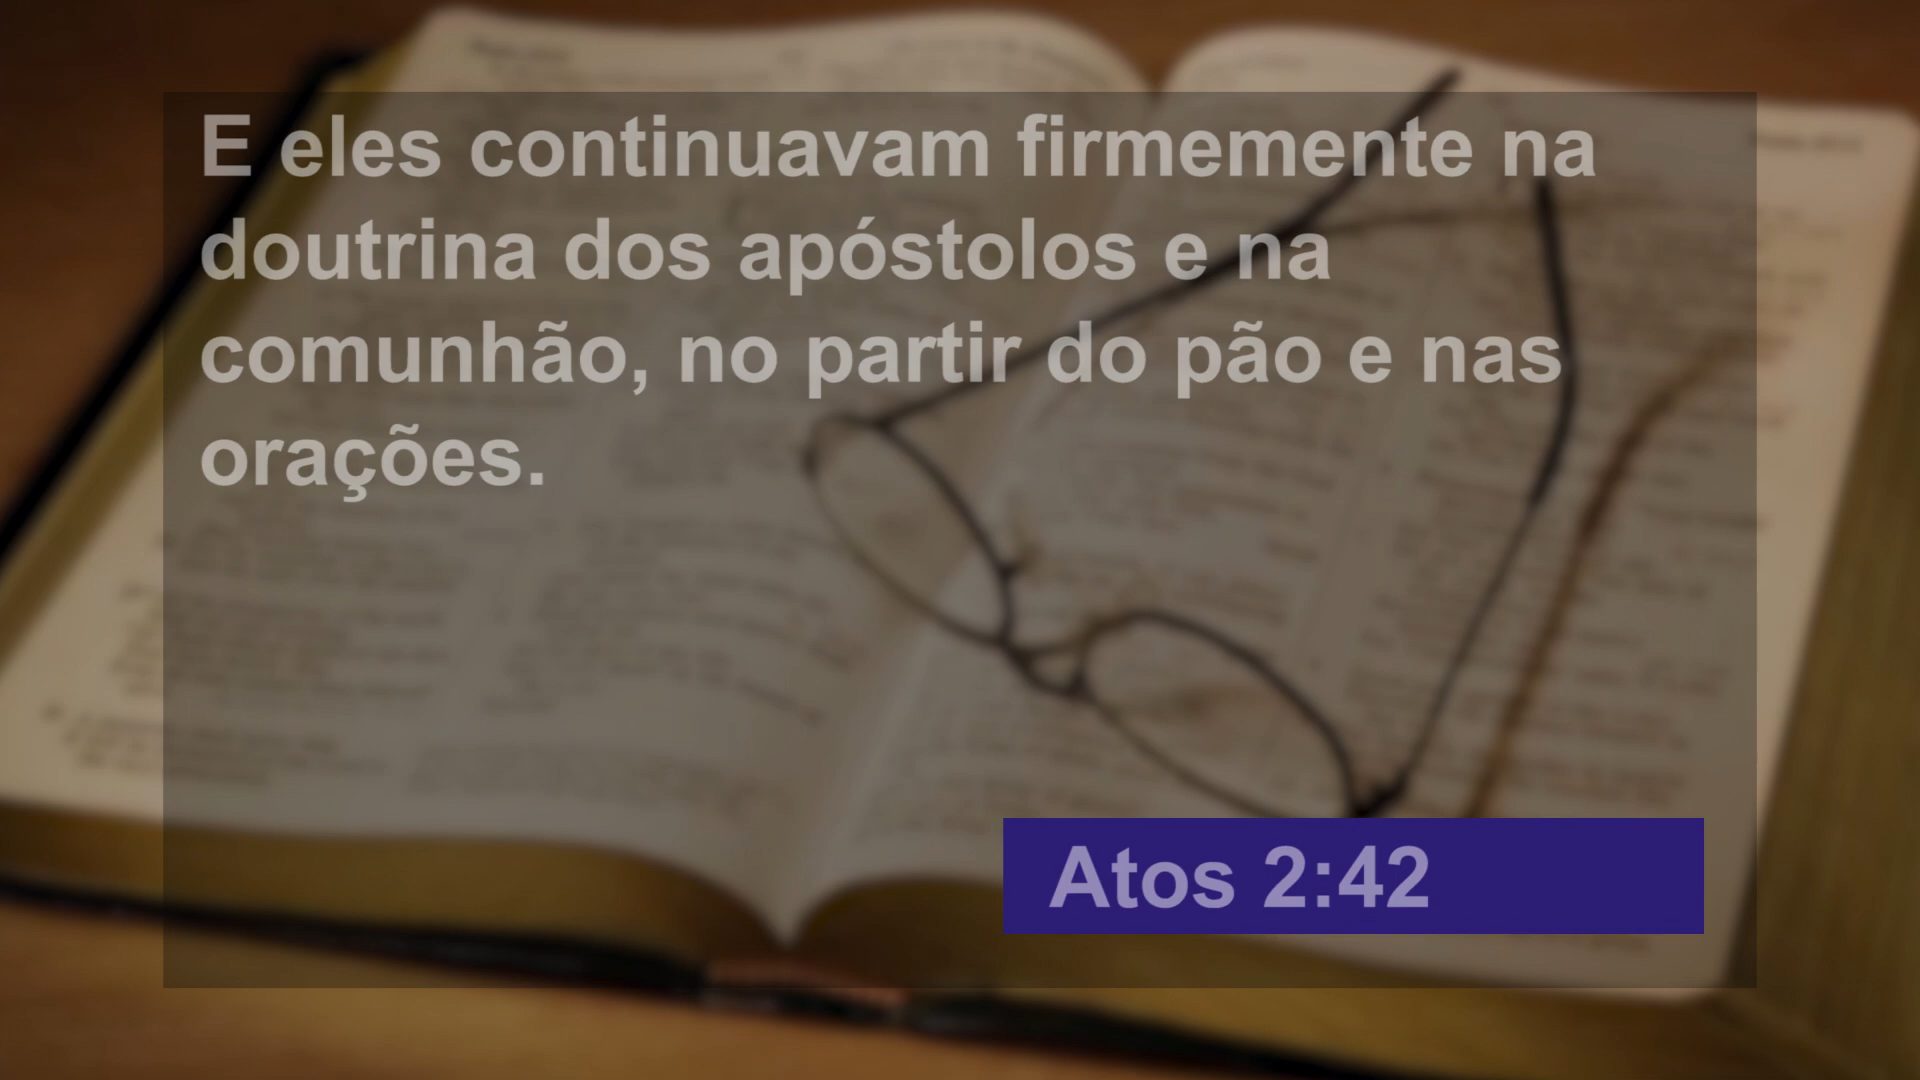 E eles continuavam firmemente na
doutrina dos apóstolos e na
comunhão, no partir do pão e nas
orações.
Atos 2:42